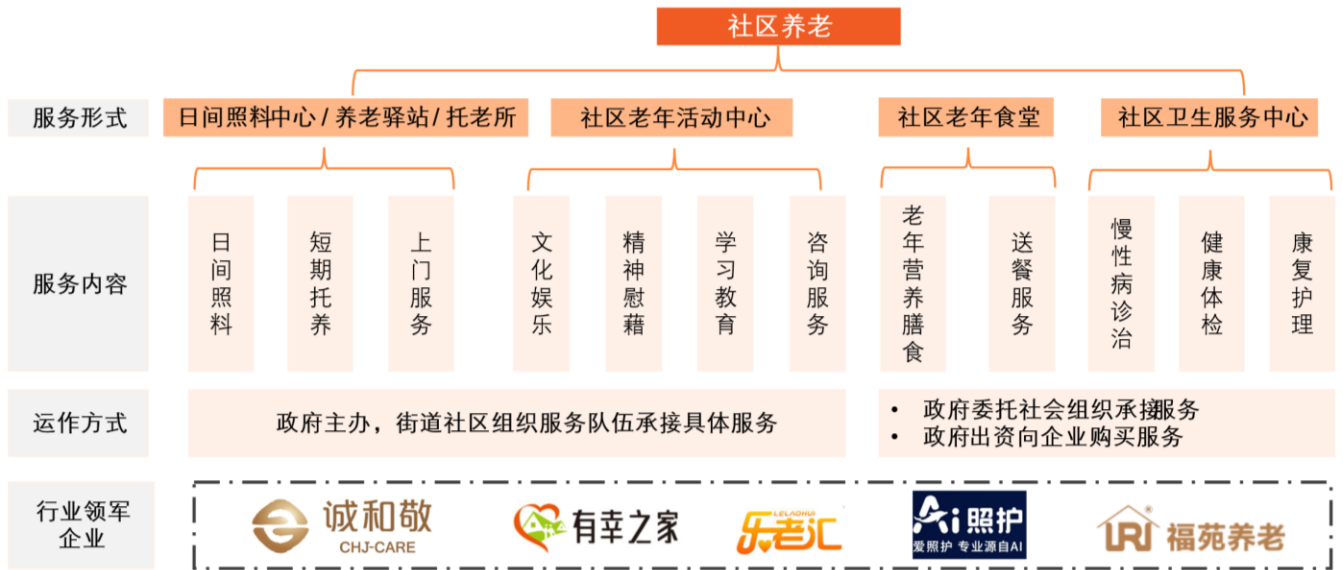 社区养老
服务形式
日间照料中心 / 养老驿站 / 托老所
社区老年活动中心
社区老年食堂
社区卫生服务中心
服务内容
日间照料
短期托养
上门服务
文化娱乐
精神慰藉
学习教育
咨询服务
老年营养膳食
送餐服务
慢性病诊治
健康体检
康复护理
运作方式
政府主办，街道社区组织服务队伍承接具体服务
• 政府委托社会组织承接服务
• 政府出资向企业购买服务
行业领军
企业
诚和敬
CHJ-CARE
有幸之家
LELAOHUI
乐老汇
Ai照护
爱照护 专业源自AI
福苑养老